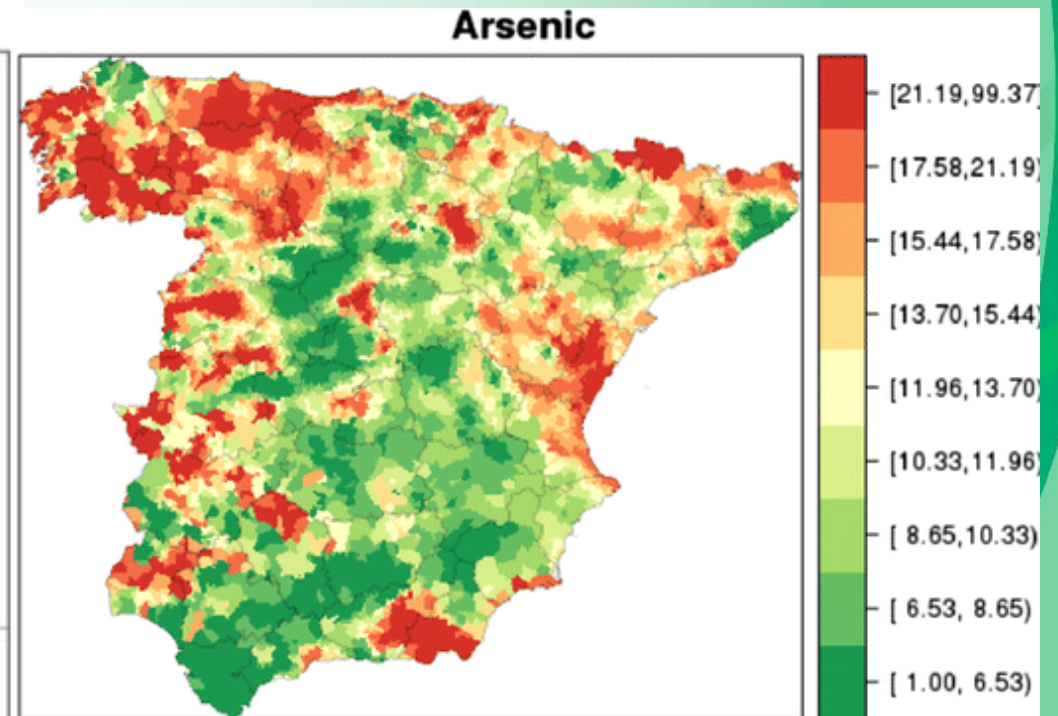 Arsenic
[21.19,99.37]
[17.58,21.19)
[15.44,17.58)
[13.70,15.44)
[11.96,13.70)
[10.33,11.96)
[ 8.65,10.33)
[ 6.53, 8.65)
[ 1.00, 6.53)